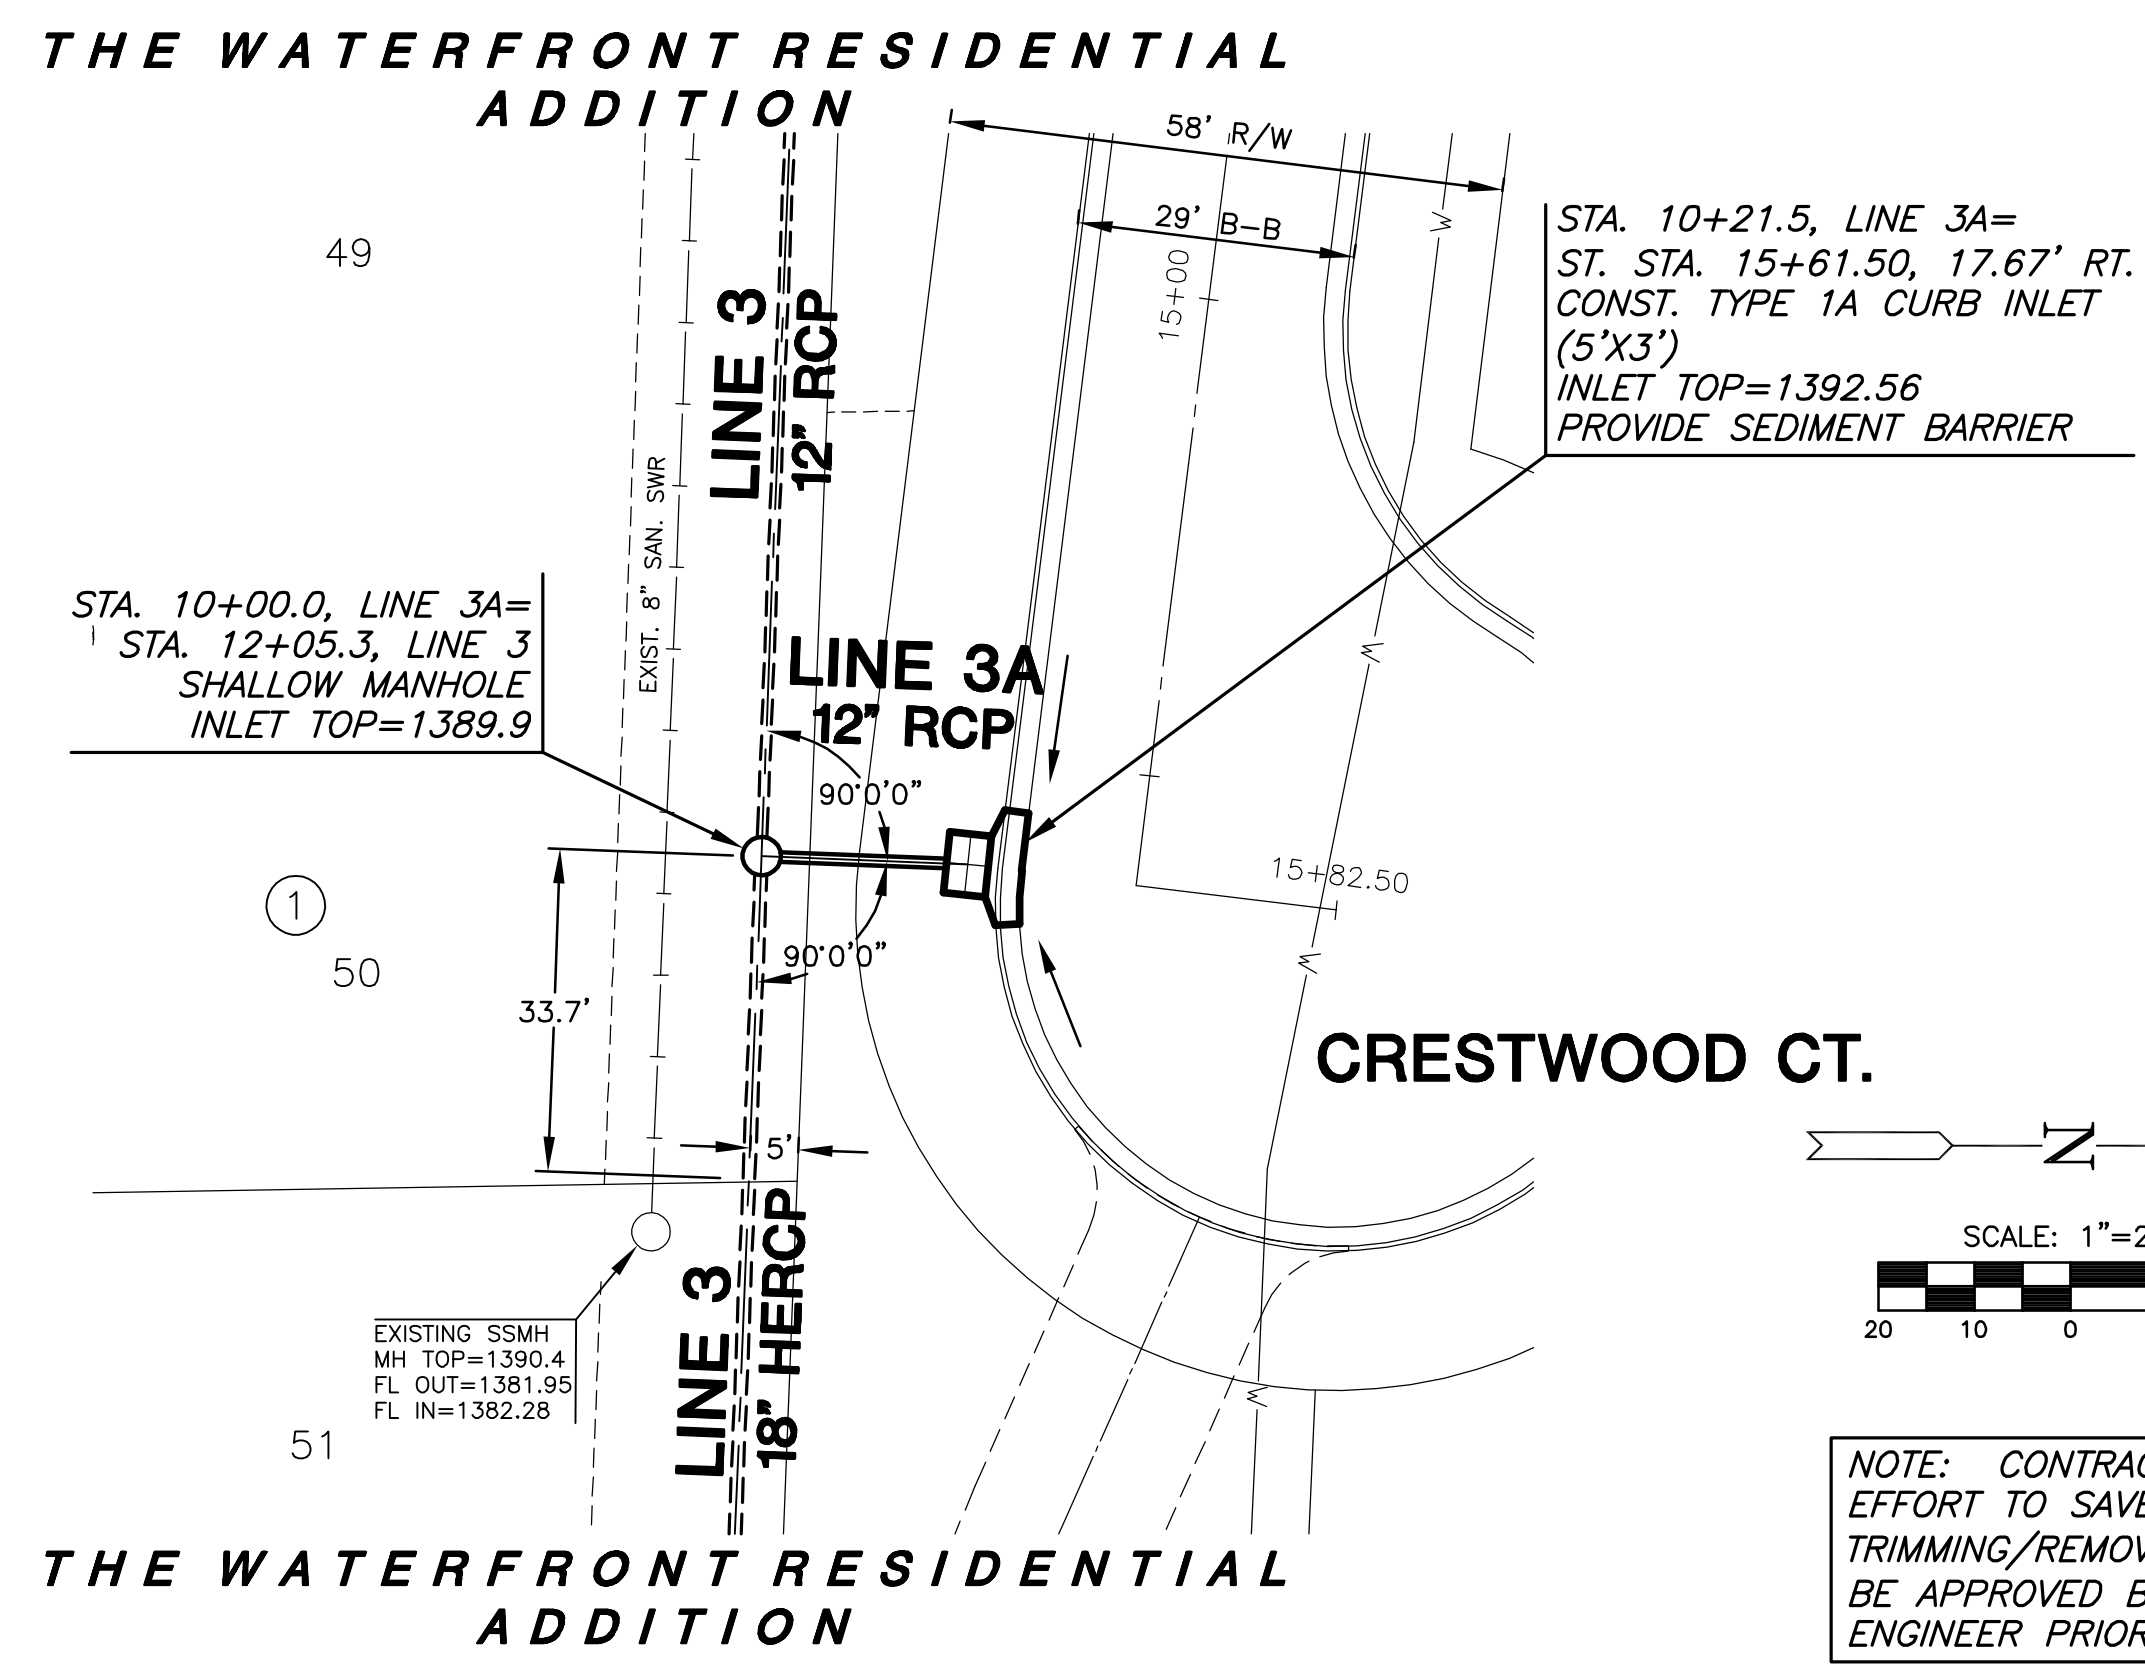 THE WATERFRONT RESIDENTIAL
ADDITION
58' R/W
29' B-B
15+00
STA. 10+21.5, LINE 3A=
ST. STA. 15+61.50, 17.67' RT.
CONST. TYPE 1A CURB INLET
(5'X3')
INLET TOP=1392.56
PROVIDE SEDIMENT BARRIER
49
LINE 3
12" RCP
W
EXIST. 8" SAN. SWR
STA. 10+00.0, LINE 3A=
STA. 12+05.3, LINE 3
SHALLOW MANHOLE
INLET TOP=1389.9
LINE 3A
12" RCP
W
90°0'0"
15+82.50
1
50
90°0'0"
W
33.7'
CRESTWOOD CT.
5'
N
SCALE: 1"=2
20 10 0
LINE 3
18" HERCP
EXISTING SSMH
MH TOP=1390.4
FL OUT=1381.95
FL IN=1382.28
W
51
NOTE: CONTRAC
EFFORT TO SAVE
TRIMMING/REMOV
BE APPROVED B
ENGINEER PRIOR
THE WATERFRONT RESIDENTIAL
ADDITION